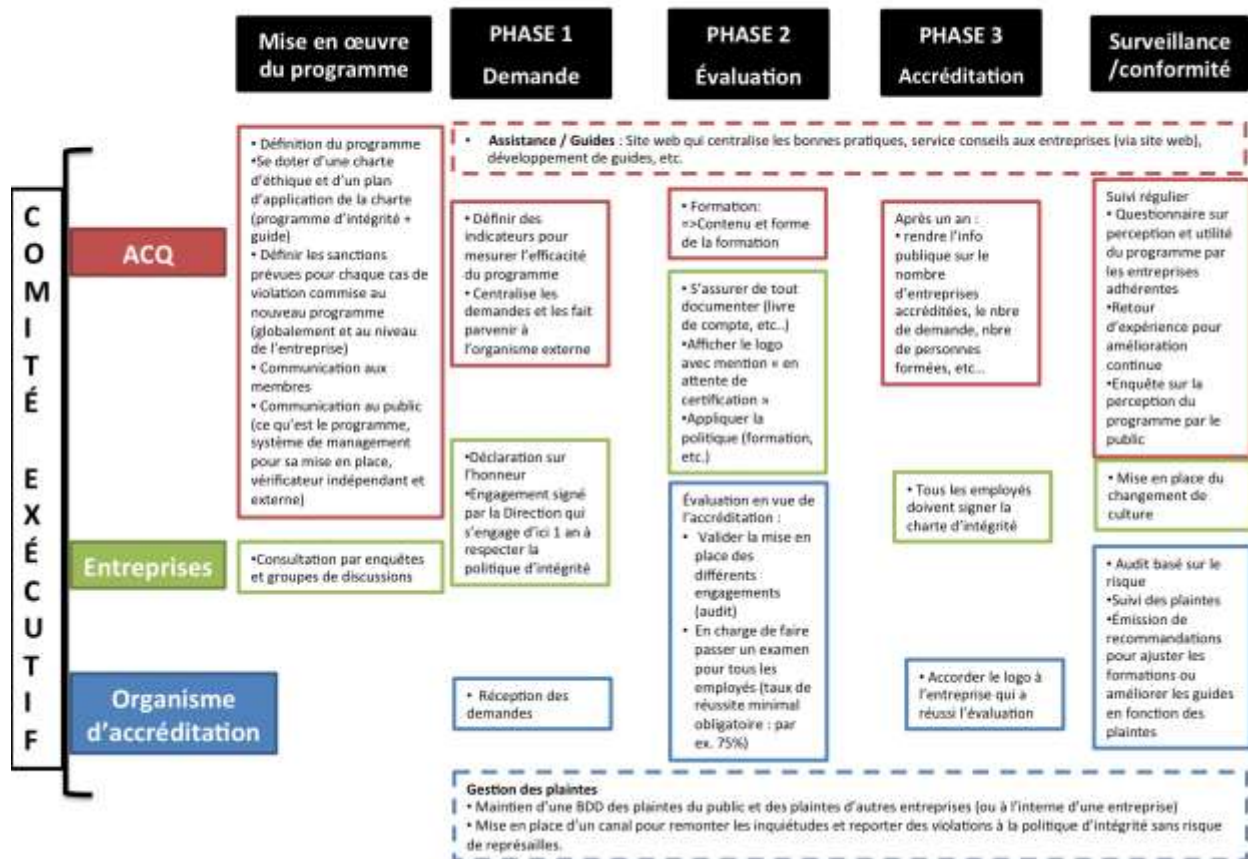 Mise en œuvre
du programme
PHASE 1
Demande
PHASE 2
Évaluation
PHASE 3
Accréditation
Surveillance
/conformité
COMITÉ EXÉCUTIF
• Assistance / Guides : Site web qui centralise les bonnes pratiques, service conseils aux entreprises (via site web),
développement de guides, etc.
ACQ
• Définition du programme
•Se doter d'une charte
d'éthique et d'un plan
d'application de la charte
(programme d'intégrité +
guide)
• Définir les sanctions
prévues pour chaque cas de
violation commise au
nouveau programme
(globalement et au niveau
de l'entreprise)
• Communication aux
membres
• Communication au public
(ce qu'est le programme,
système de management
pour sa mise en place,
vérificateur indépendant et
externe)
• Définir des
indicateurs pour
mesurer l'efficacité
du programme
• Centralise les
demandes et les fait
parvenir à
l'organisme externe
• Formation:
=>Contenu et forme
de la formation
Après un an :
• rendre l'info
publique sur le
nombre
d'entreprises
accréditées, le nbre
de demande, nbre
de personnes
formées, etc...
Suivi régulier
• Questionnaire sur
perception et utilité
du programme par
les entreprises
adhérentes
• Retour
d'expérience pour
amélioration
continue
• Enquête sur la
perception du
programme par le
public
Entreprises
•Consultation par enquêtes
et groupes de discussions
•Déclaration sur
l'honneur
•Engagement signé
par la Direction qui
s'engage d'ici 1 an à
respecter la
politique d'intégrité
• S'assurer de tout
documenter (livre
de compte, etc..)
•Afficher le logo
avec mention « en
attente de
certification »
•Appliquer la
politique (formation,
etc.)
• Tous les employés
doivent signer la
charte d'intégrité
• Mise en place du
changement de
culture
Organisme
d'accréditation
• Réception des
demandes
Évaluation en vue de
l'accréditation :
• Valider la mise en
place des
différents
engagements
(audit)
• En charge de faire
passer un examen
pour tous les
employés (taux de
réussite minimal
obligatoire : par
ex. 75%)
• Accorder le logo à
l'entreprise qui a
réussi l'évaluation
• Audit basé sur le
risque
•Suivi des plaintes
•Émission de
recommandations
pour ajuster les
formations ou
améliorer les guides
en fonction des
plaintes
Gestion des plaintes
• Maintien d'une BDD des plaintes du public et des plaintes d'autres entreprises (ou à l'interne d'une entreprise)
• Mise en place d'un canal pour remonter les inquiétudes et reporter des violations à la politique d'intégrité sans risque
de représailles.